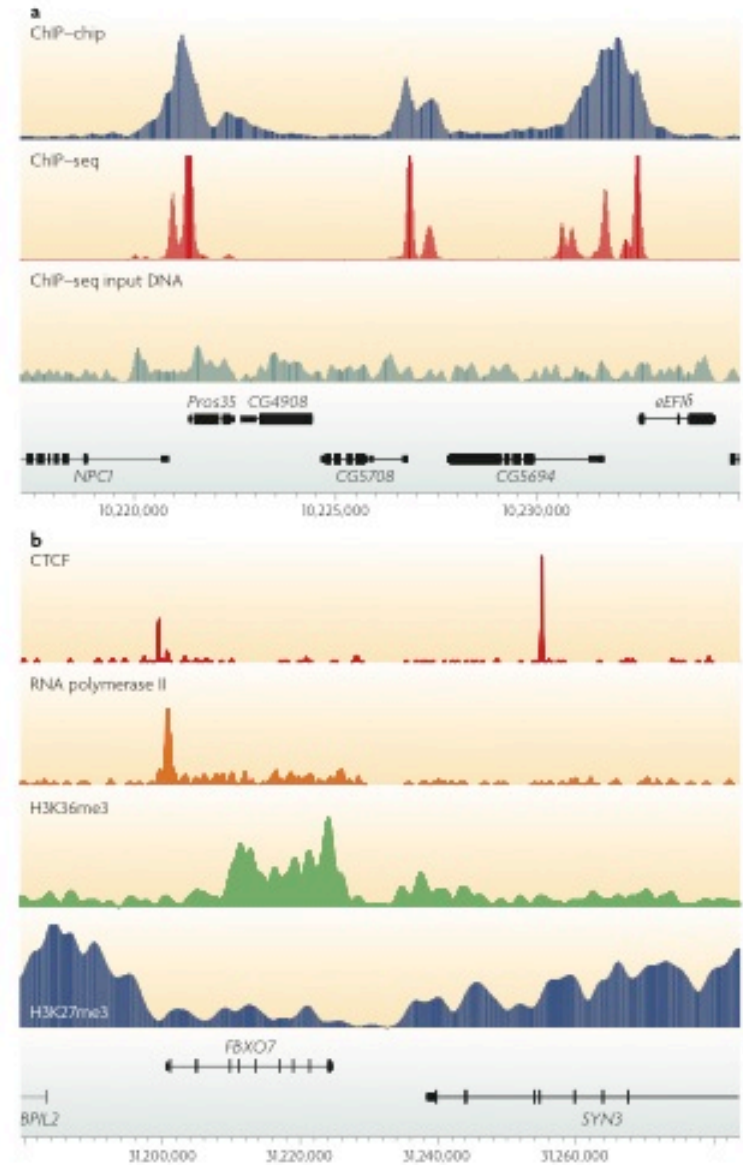 a
ChIP–chip
ChIP–seq
ChIP–seq input DNA
Pros35 CG4908 eEF1δ
NPC1 CG5708 CG5694
10,220,000 10,225,000 10,230,000
b
CTCF
RNA polymerase II
H3K36me3
H3K27me3
FBXO7
BPIL2 SYN3
31,200,000 31,220,000 31,240,000 31,260,000